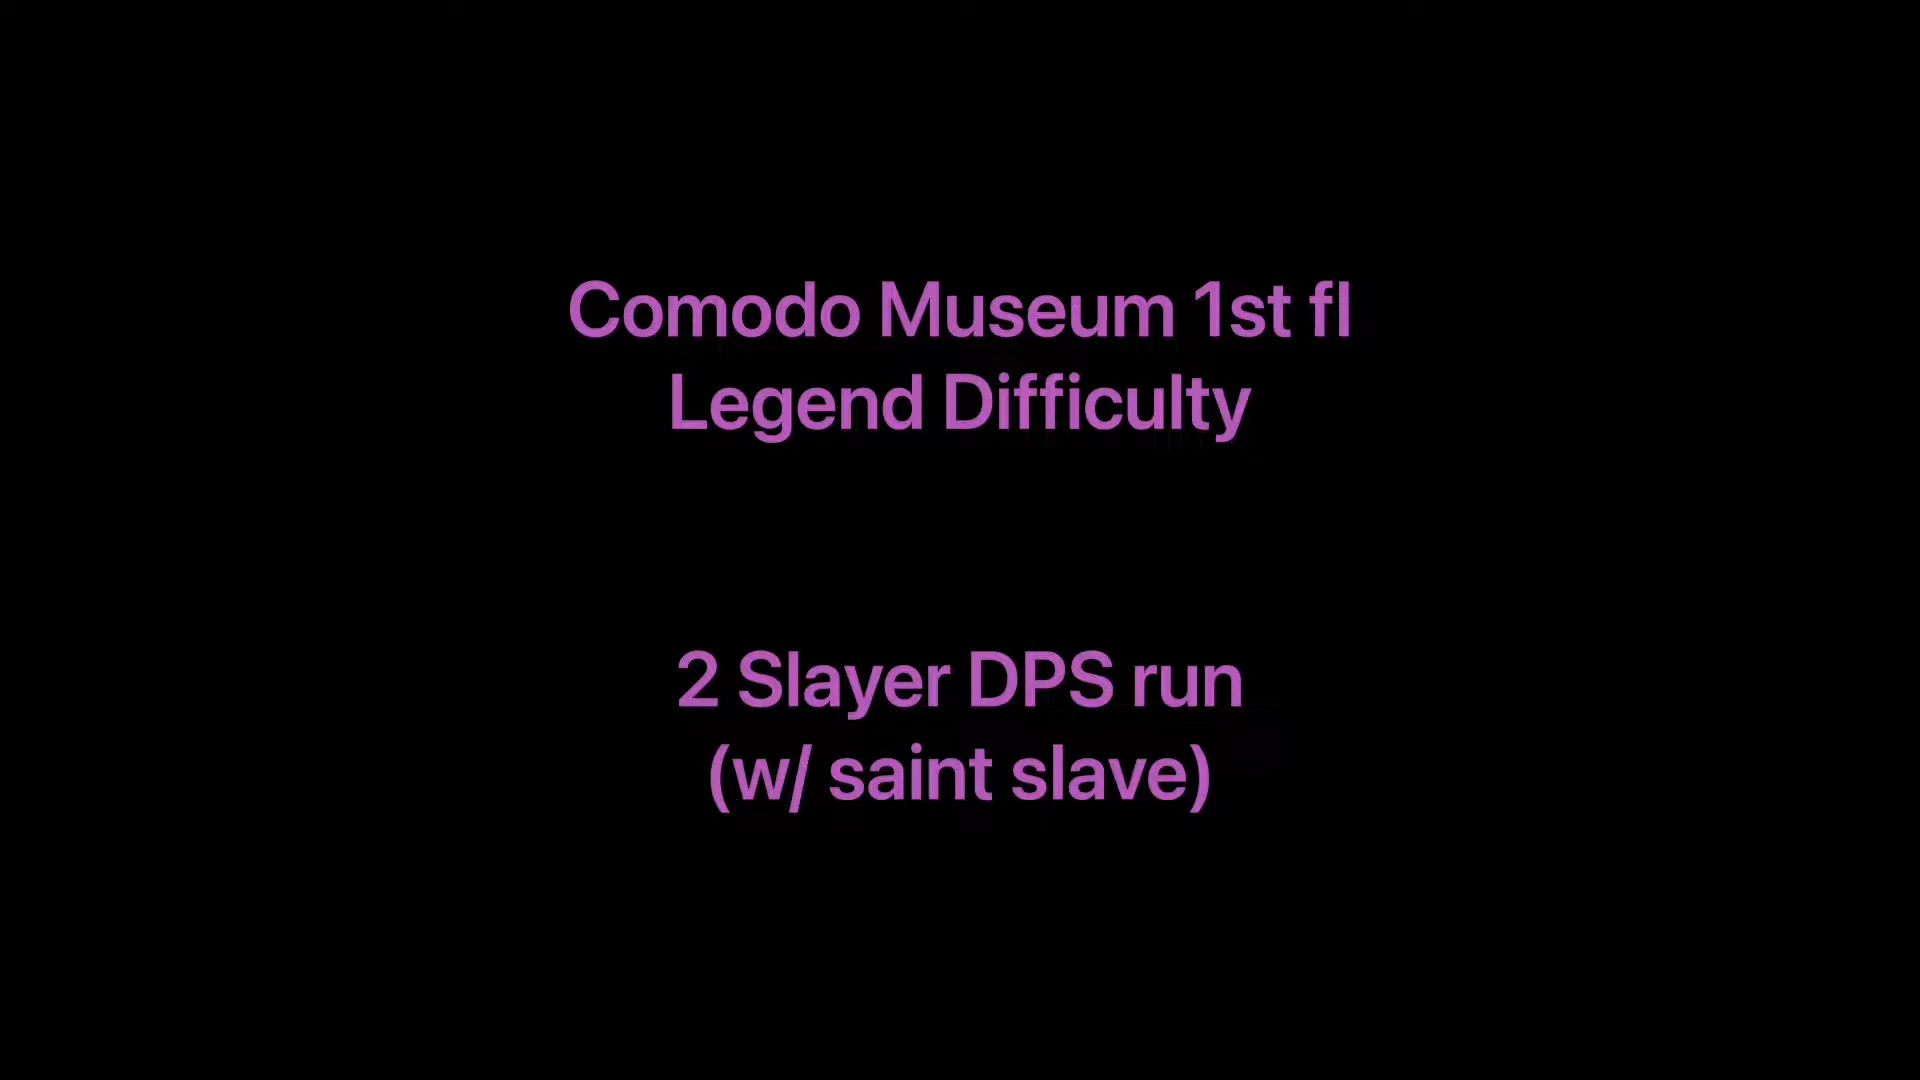 Comodo Museum 1st fl
Legend Difficulty
2 Slayer DPS run
(w/ saint slave)